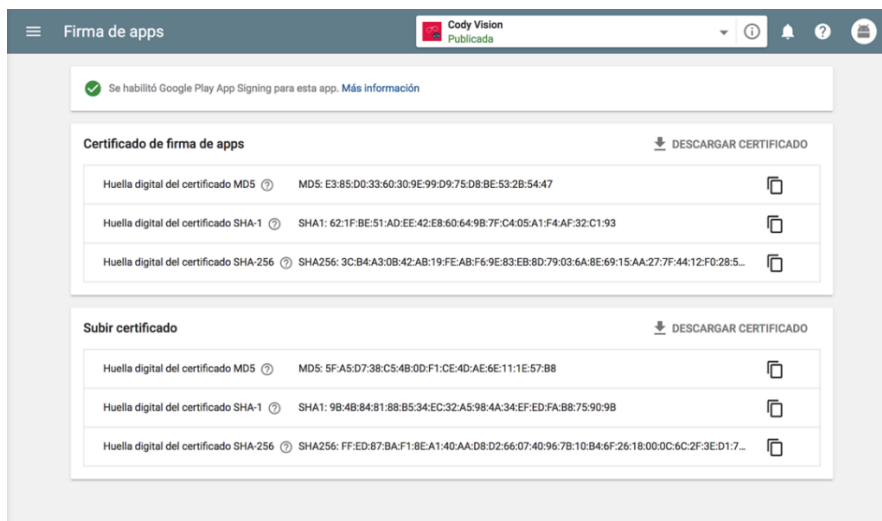 Firma de apps
Cody Vision
Publicada
Se habilitó Google Play App Signing para esta app. Más información
Certificado de firma de apps
DESCARGAR CERTIFICADO
Huella digital del certificado MD5 MD5: E3:85:D0:33:60:30:9E:99:D9:75:D8:BE:53:2B:54:47
Huella digital del certificado SHA-1 SHA1: 62:1F:BE:51:AD:EE:42:E8:60:64:9B:7F:C4:05:A1:F4:AF:32:C1:93
Huella digital del certificado SHA-256 SHA256: 3C:B4:A3:0B:42:AB:19:FE:AB:F6:9E:83:EB:8D:79:03:6A:8E:69:15:AA:27:7F:44:12:F0:28:5...
Subir certificado
DESCARGAR CERTIFICADO
Huella digital del certificado MD5 MD5: 5F:A5:D7:38:C5:4B:0D:F1:CE:4D:AE:6E:11:1E:57:B8
Huella digital del certificado SHA-1 SHA1: 9B:4B:84:81:88:B5:34:EC:32:A5:98:4A:34:EF:ED:FA:B8:75:90:9B
Huella digital del certificado SHA-256 SHA256: FF:ED:87:BA:F1:8E:A1:40:AA:D8:D2:66:07:40:96:7B:10:B4:6F:26:18:00:0C:6C:2F:3E:D1:7...